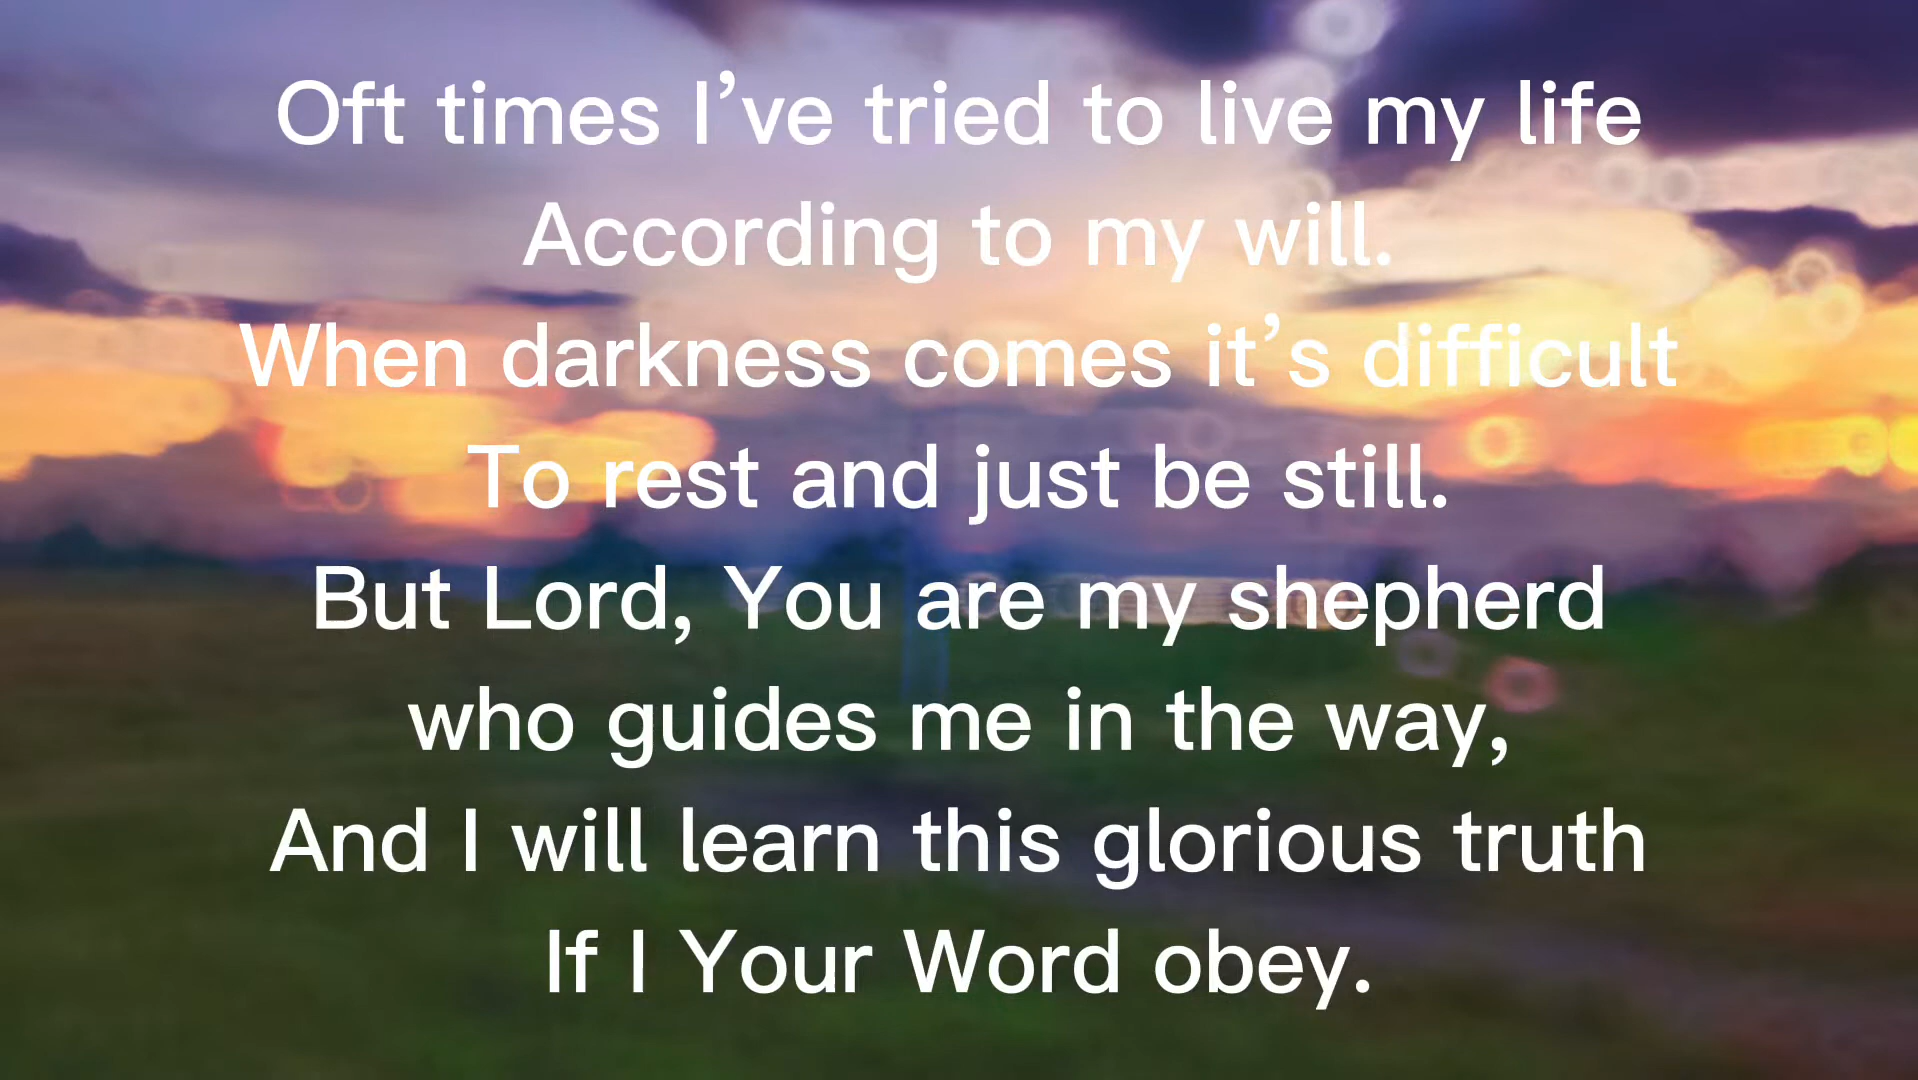 Oft times I’ve tried to live my life
According to my will.
When darkness comes it’s difficult
To rest and just be still.
But Lord, You are my shepherd
who guides me in the way,
And I will learn this glorious truth
If I Your Word obey.